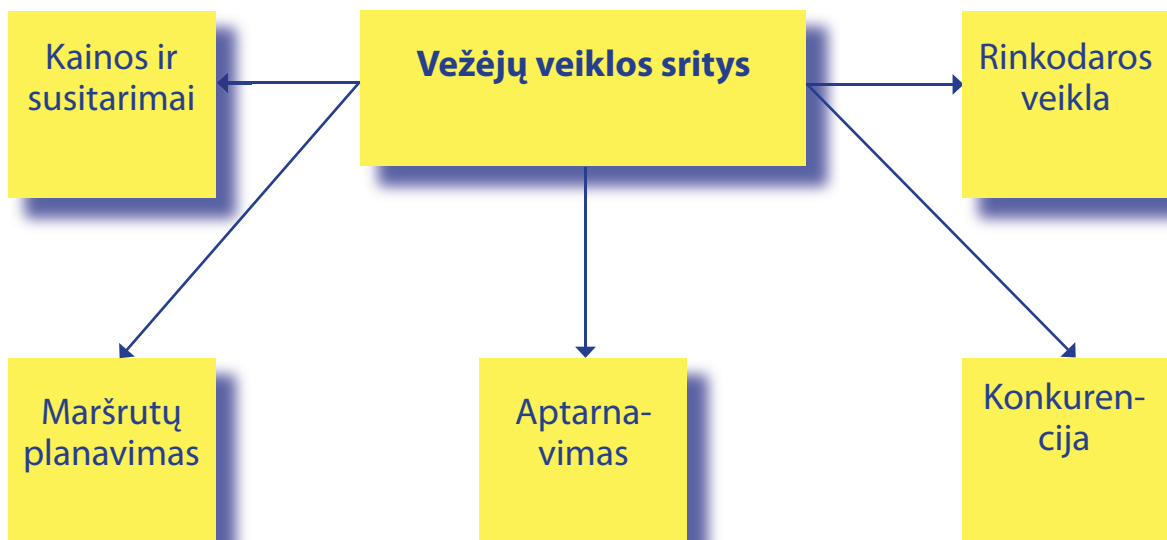 Kainos ir
susitarimai
Vežėjų veiklos sritys
Rinkodaros
veikla
Maršrutų
planavimas
Aptarna-
vimas
Konkuren-
cija